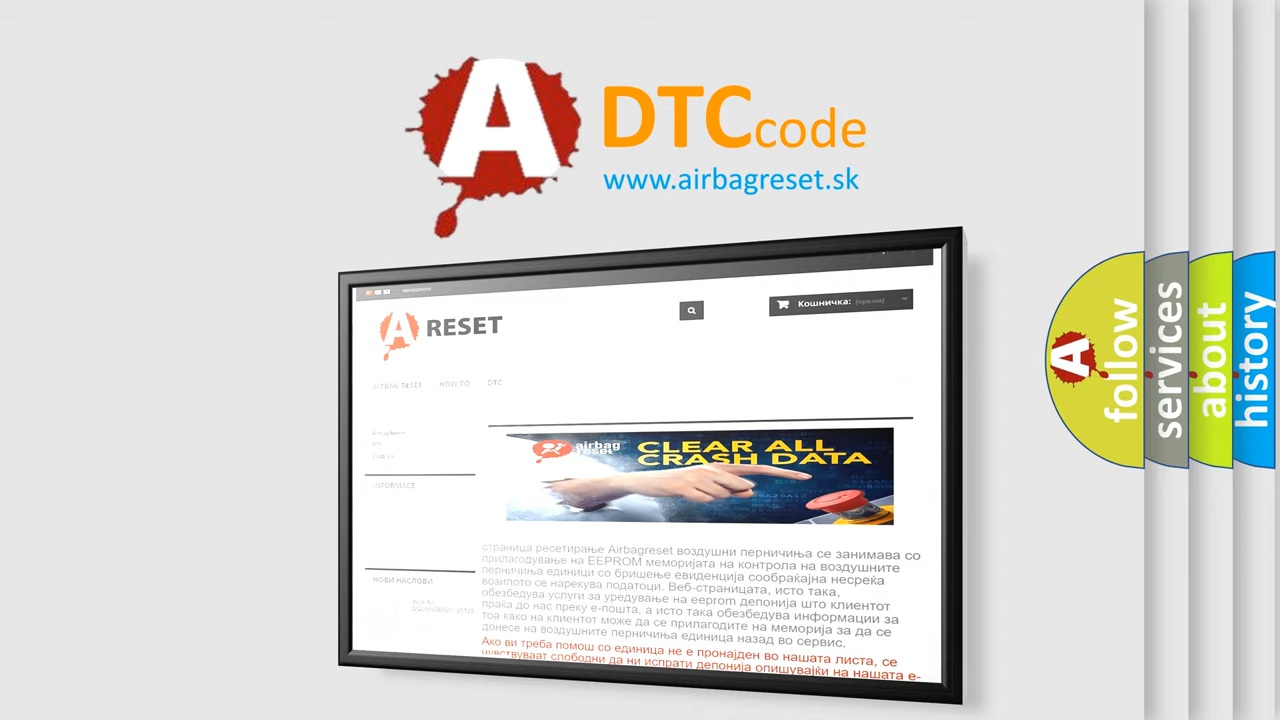 A DTCcode
www.airbagreset.sk
Кошничка: (празно)
A RESET
AIRBAG RESET HOW TO DTC
airbag
reset
CLEAR ALL
CRASH DATA
INFORMACE
НОВИ НАСЛОВИ
страница ресетирање Airbagreset воздушни перничиња се занимава со
прилагодување на EEPROM меморијата на контрола на воздушните
перничиња единици со бришење евиденција сообраќајна несреќа
возилото се нарекува податоци. Веб-страницата, исто така,
обезбедува услуги за уредување на eeprom депонија што клиентот
праќа до нас преку е-пошта, а исто така обезбедува информации за
тоа како на клиентот може да се прилагодите на меморија за да се
донесе на воздушните перничиња единица назад во сервис.
Ако ви треба помош со единица не е пронајден во нашата листа, се
чувствуваат слободни да ни испрати депонија опишувајќи на нашата е-
A follow
services
about
history